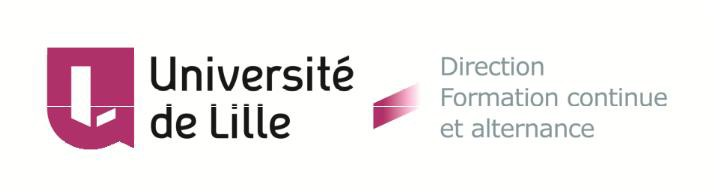 Université
de Lille
Direction
Formation continue
et alternance